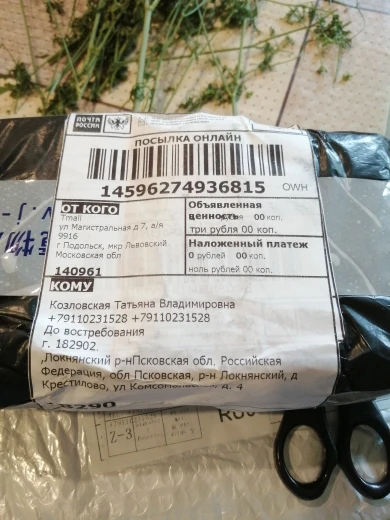 ПОЧТА
РОССИИ
ПОСЫЛКА ОНЛАЙН
14596274936815
OWH
ОТ КОГО
Tmall
ул Магистральная д 7, а/я
9916
г. Подольск, мкр Львовский
Московская обл
140961
Объявленная
ценность 00 коп.
три рубля 00 коп.
Наложенный платеж
0 рублей 00 коп.
ноль рублей 00 коп.
КОМУ
Козловская Татьяна Владимировна
+79110231528 +79110231528
До востребования
г. 182902,
,Локнянский р-нПсковская обл. Российская
Федерация, обл Псковская, р-н Локнянский, д
Крестилово, ул д. 4
Z-3